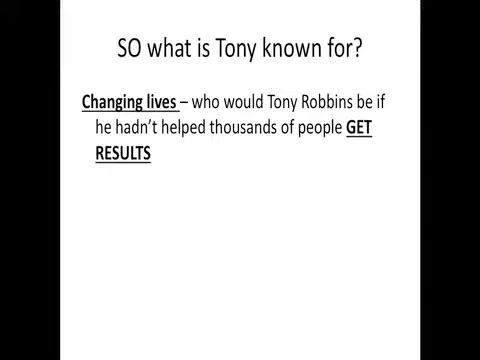 SO what is Tony known for?
Changing lives – who would Tony Robbins be if
he hadn't helped thousands of people GET
RESULTS